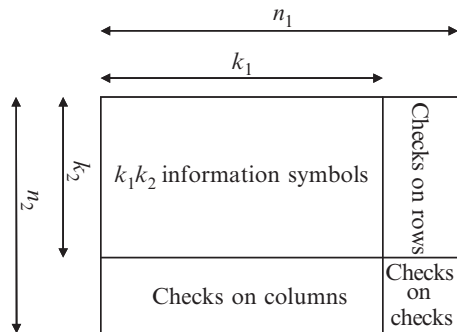 n₁
k₁
k₂
n₂
k₁k₂ information symbols
Checks on rows
Checks on columns
Checks
on
checks